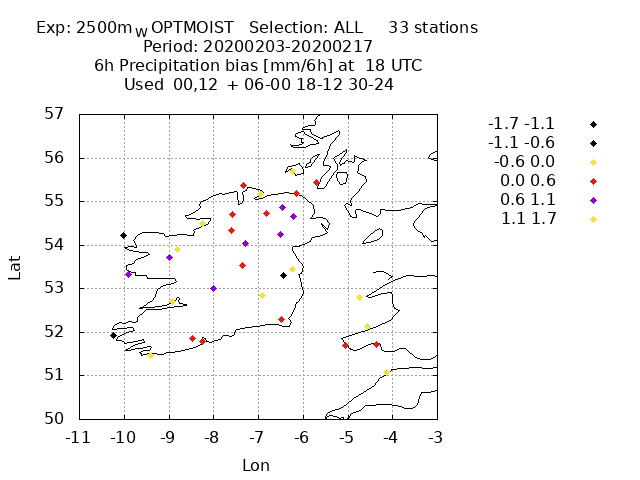 Exp: 2500m_W OPTMOIST Selection: ALL 33 stations
Period: 20200203-20200217
6h Precipitation bias [mm/6h] at 18 UTC
Used 00,12 + 06-00 18-12 30-24
-1.7 -1.1
-1.1 -0.6
-0.6 0.0
0.0 0.6
0.6 1.1
1.1 1.7
57
56
55
54
53
52
51
50
Lat
-11 -10 -9 -8 -7 -6 -5 -4 -3
Lon